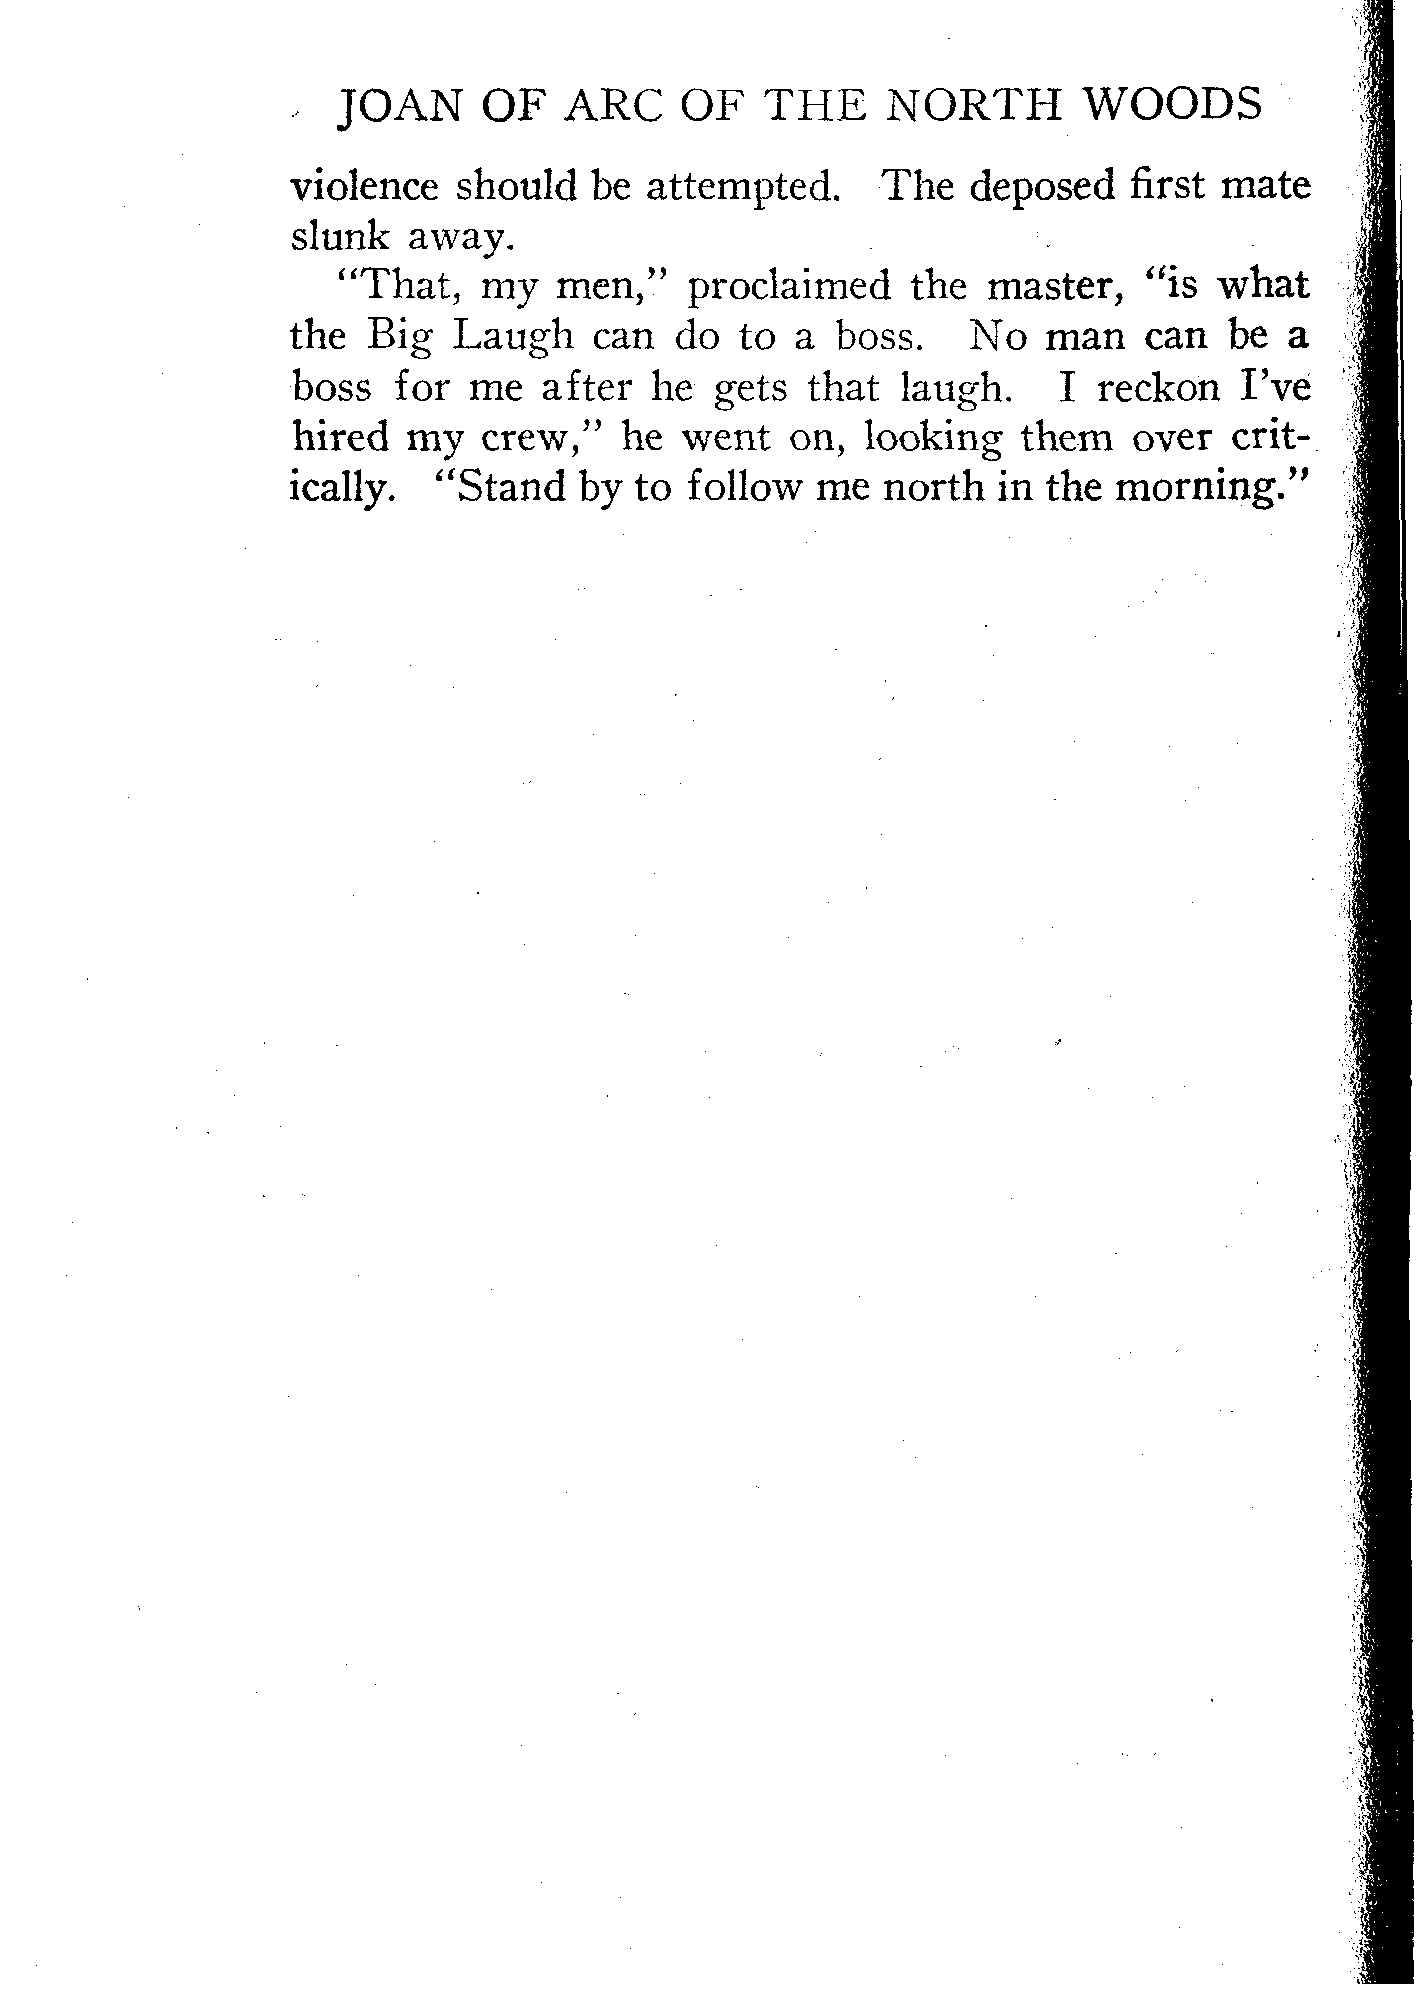 JOAN OF ARC OF THE NORTH WOODS
violence should be attempted. The deposed first mate
slunk away.
“That, my men,” proclaimed the master, “is what
the Big Laugh can do to a boss. No man can be a
boss for me after he gets that laugh. I reckon I’ve
hired my crew,” he went on, looking them over crit-
ically. “Stand by to follow me north in the morning.”